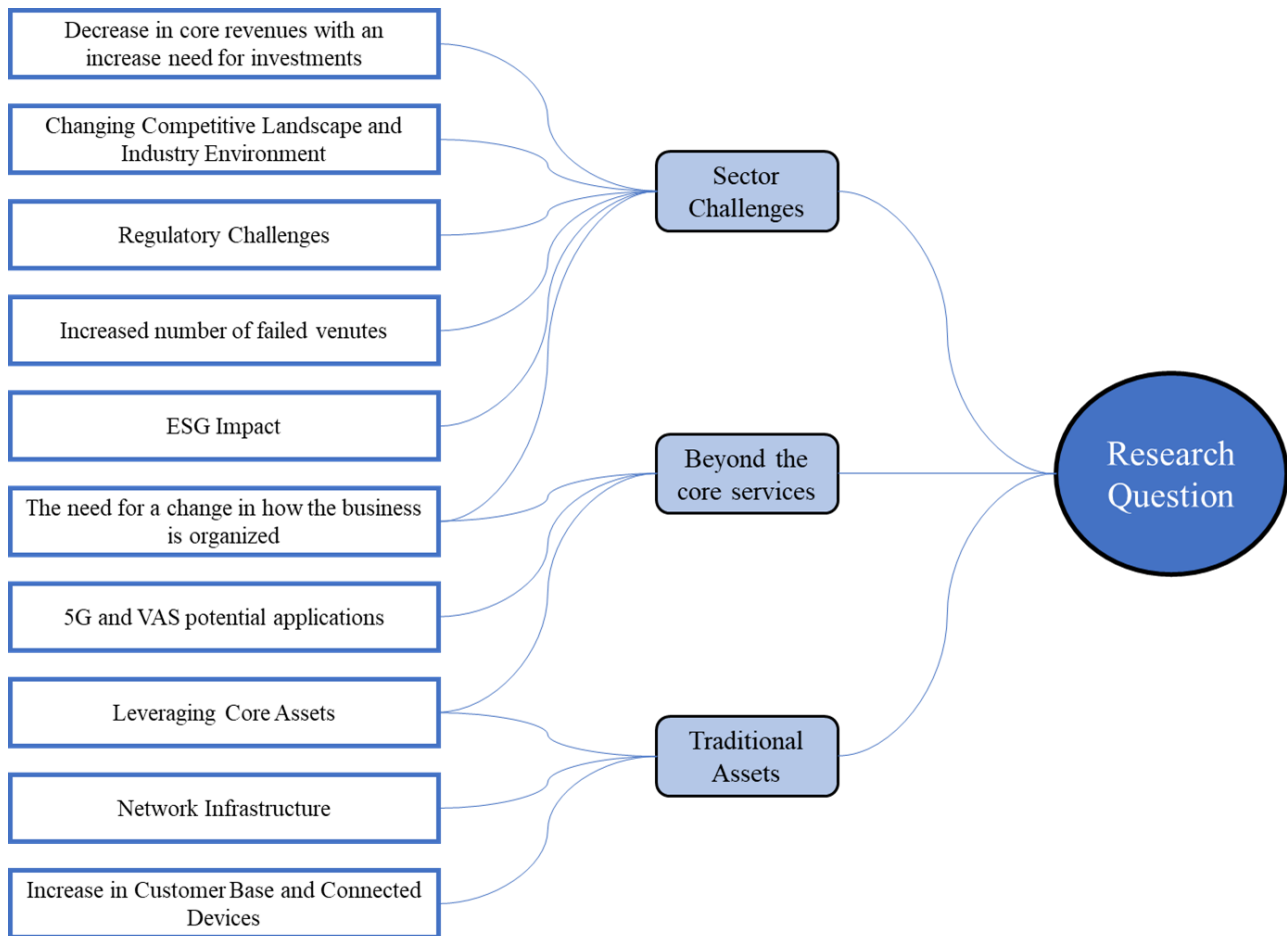 Decrease in core revenues with an
increase need for investments
Changing Competitive Landscape and
Industry Environment
Regulatory Challenges
Increased number of failed venutes
ESG Impact
The need for a change in how the business
is organized
5G and VAS potential applications
Leveraging Core Assets
Network Infrastructure
Increase in Customer Base and Connected
Devices
Sector
Challenges
Beyond the
core services
Traditional
Assets
Research
Question